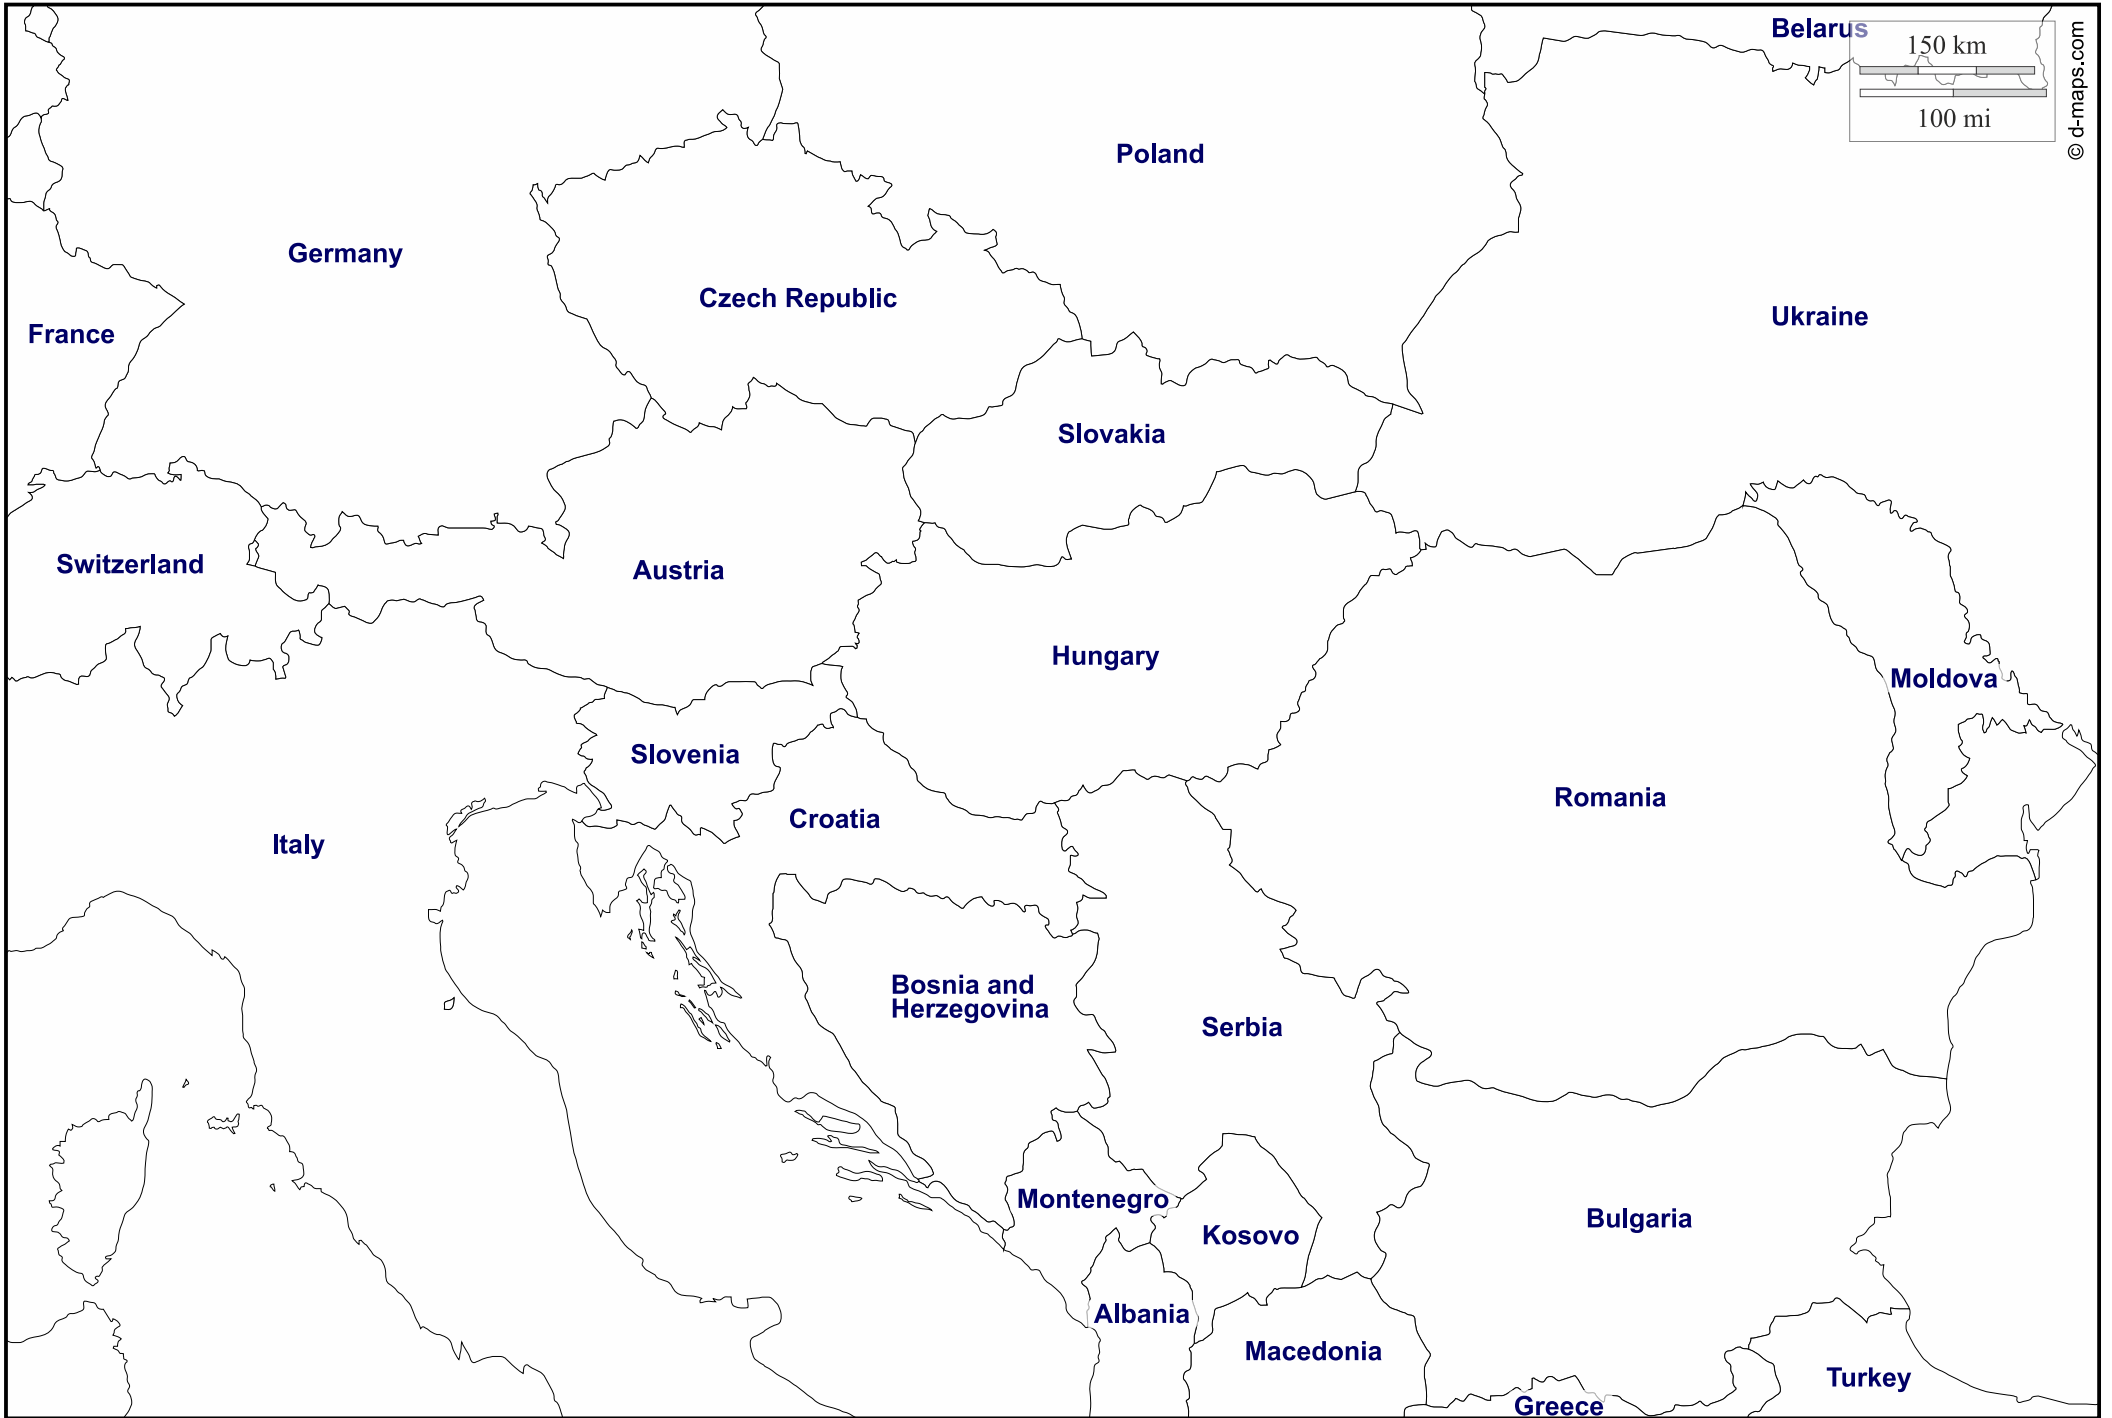 Belarus
150 km
100 mi
© d-maps.com
Poland
Germany
Czech Republic
Ukraine
France
Slovakia
Switzerland
Austria
Hungary
Moldova
Slovenia
Romania
Croatia
Italy
Bosnia and
Herzegovina
Serbia
Montenegro
Bulgaria
Kosovo
Albania
Macedonia
Turkey
Greece